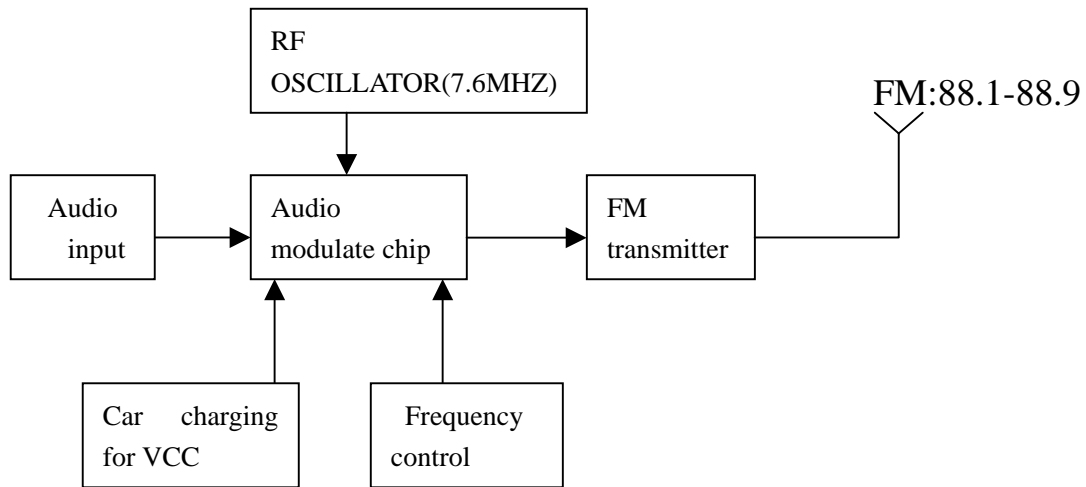 RF
OSCILLATOR(7.6MHZ)
FM:88.1-88.9
Audio
input
Audio
modulate chip
FM
transmitter
Car charging
for VCC
Frequency
control